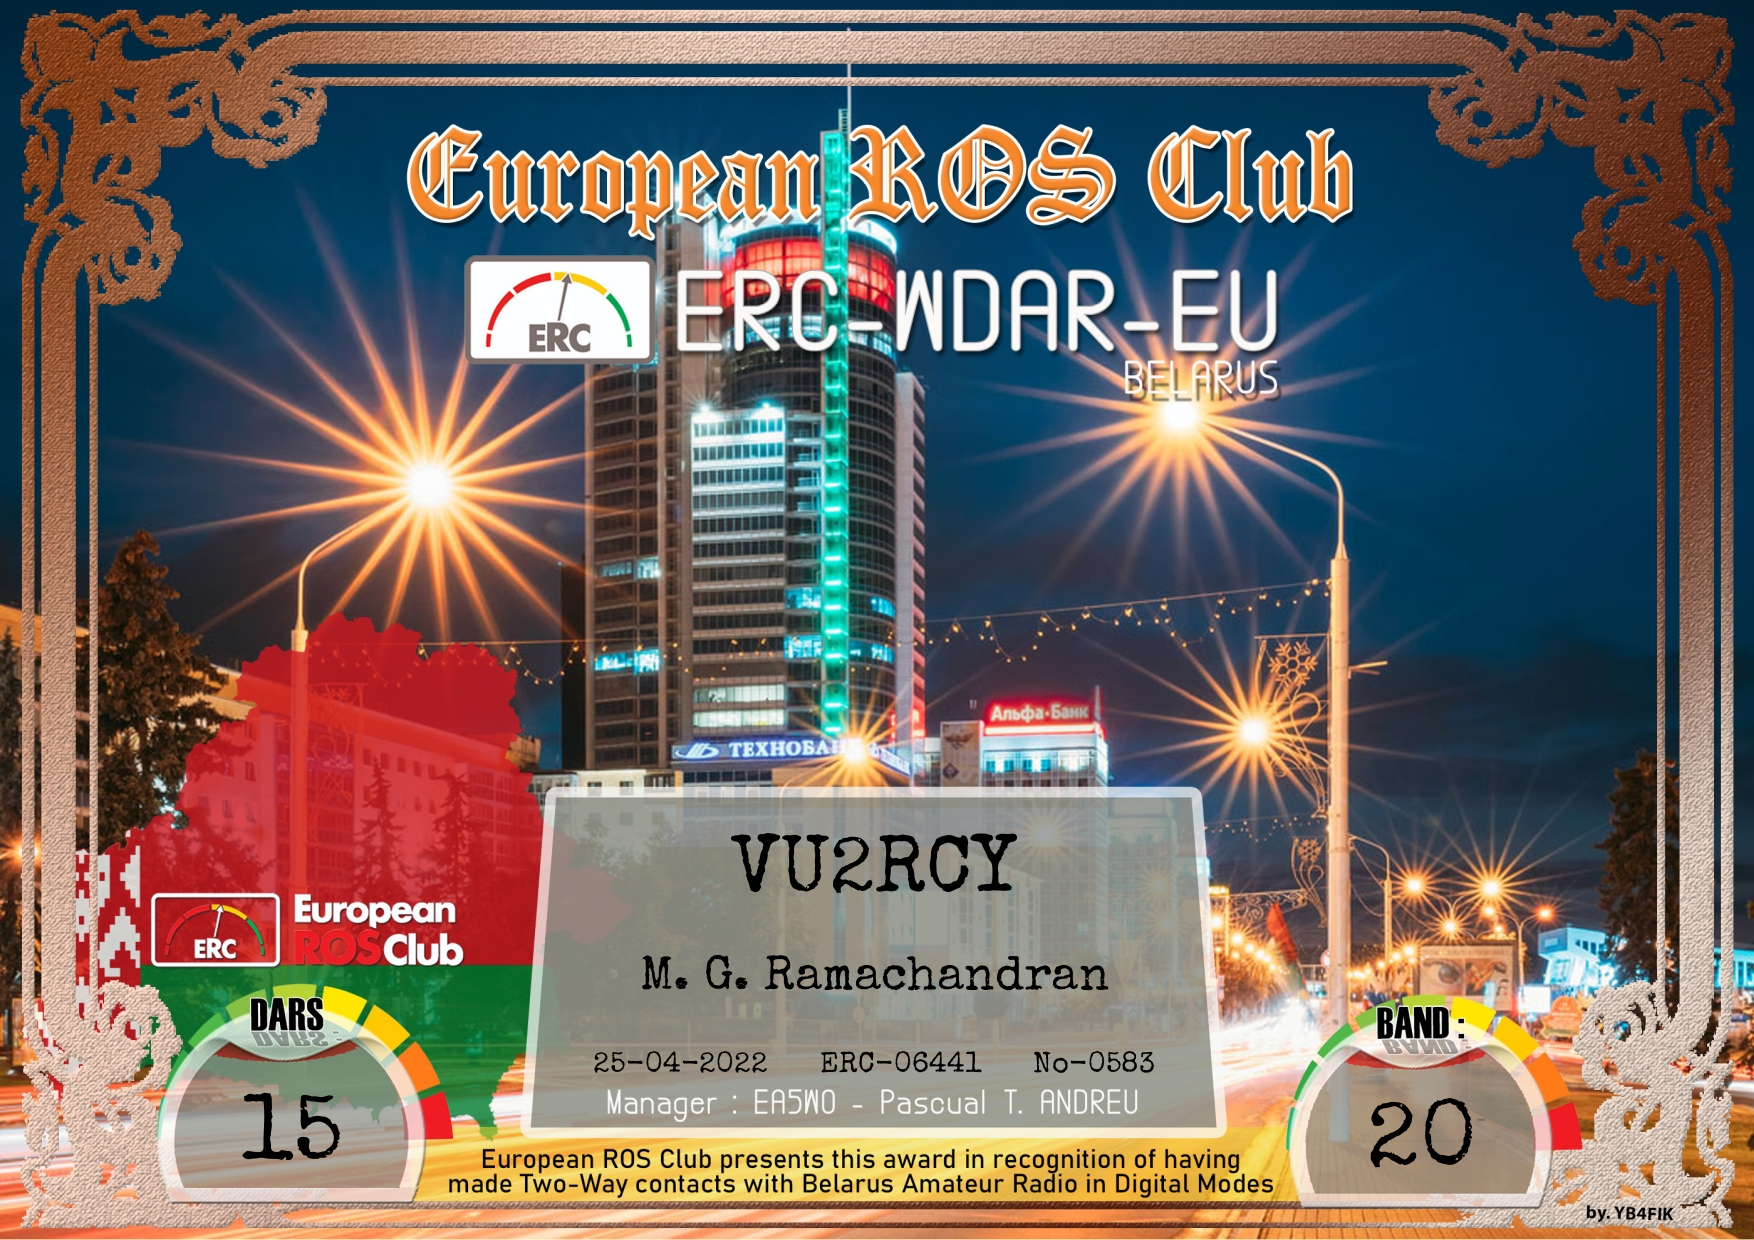 European ROS Club
ERC
ERC-WDAR-EU
BELARUS
Альфа·Банк
ERC
European
ROS Club
VU2RCY
M. G. Ramachandran
25-04-2022 ERC-06441 No-0583
Manager : EA5WO - Pascual T. ANDREU
DARS
15
BAND :
20
European ROS Club presents this award in recognition of having
made Two-Way contacts with Belarus Amateur Radio in Digital Modes
by. YB4FIK